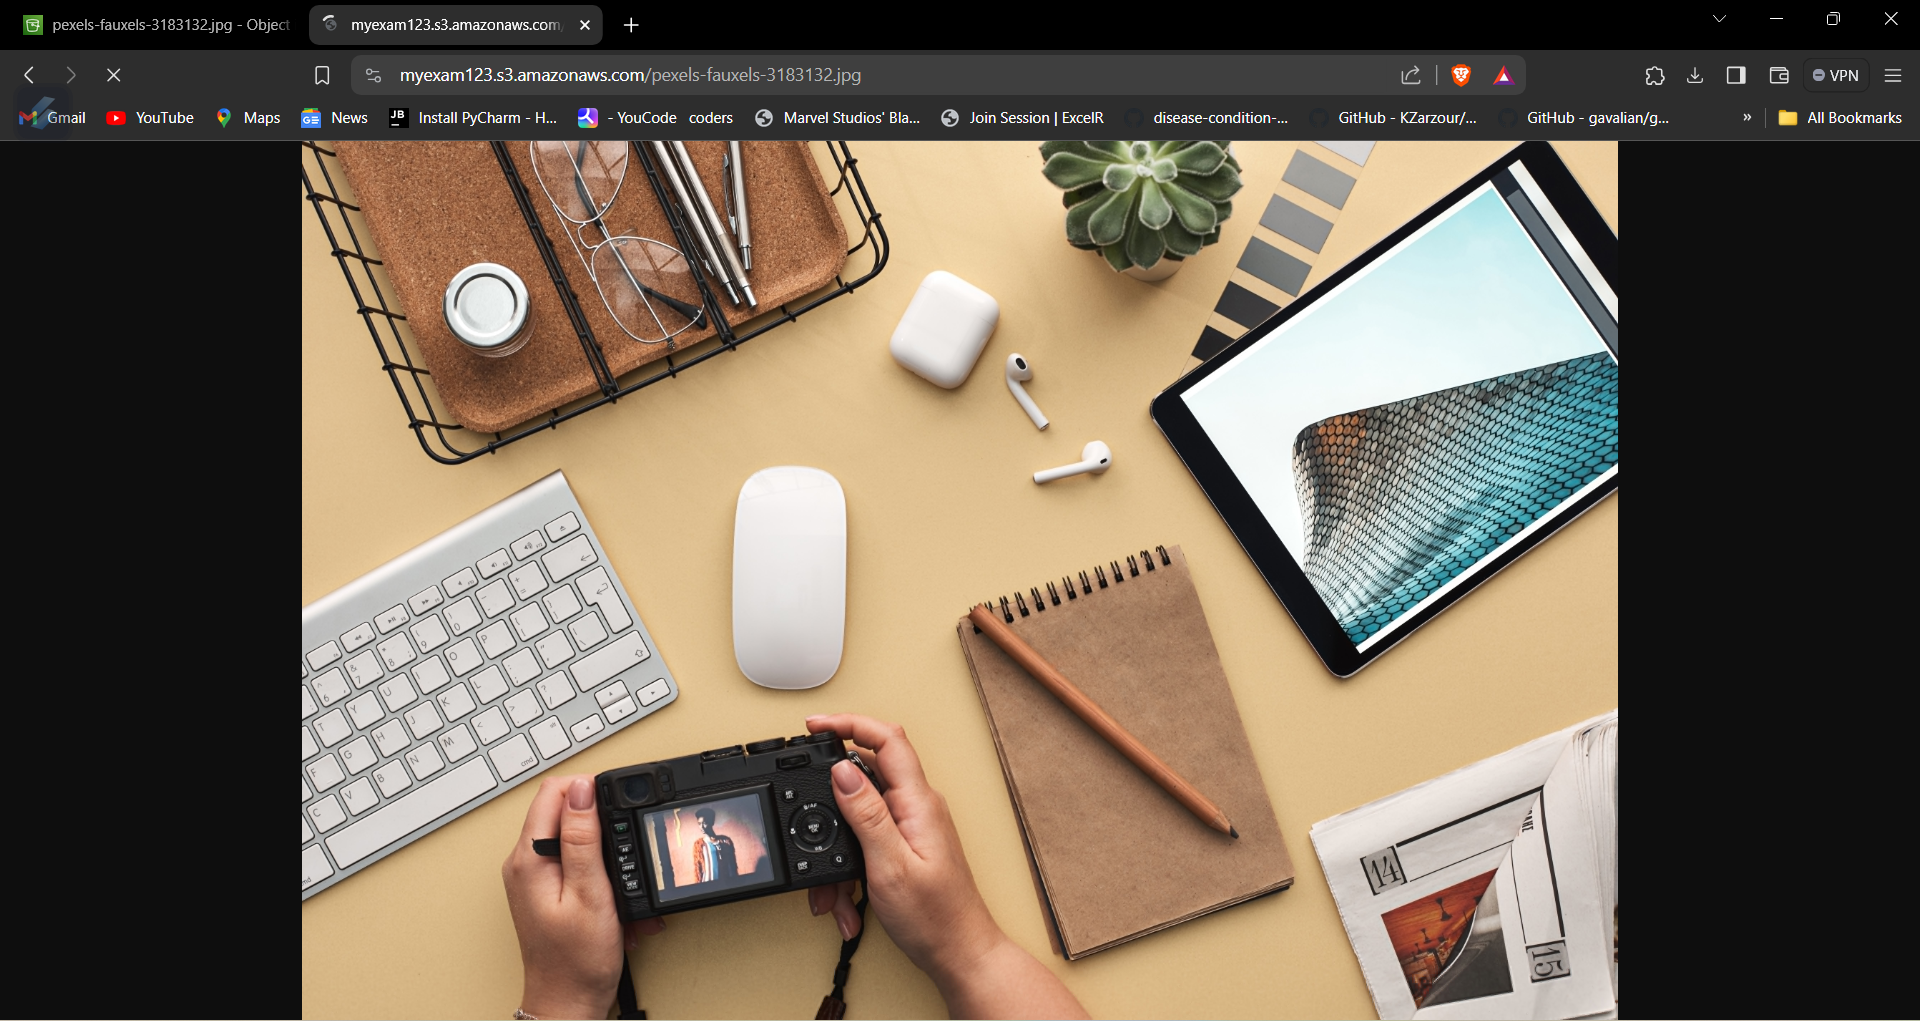 pexels-fauxels-3183132.jpg - Object
myexam123.s3.amazonaws.com/
myexam123.s3.amazonaws.com/pexels-fauxels-3183132.jpg
VPN
Gmail YouTube Maps News Install PyCharm - H... - YouCode coders Marvel Studios' Bla... Join Session | ExcelR disease-condition-... GitHub - KZarzour/... GitHub - gavalian/g... » All Bookmarks
14
15